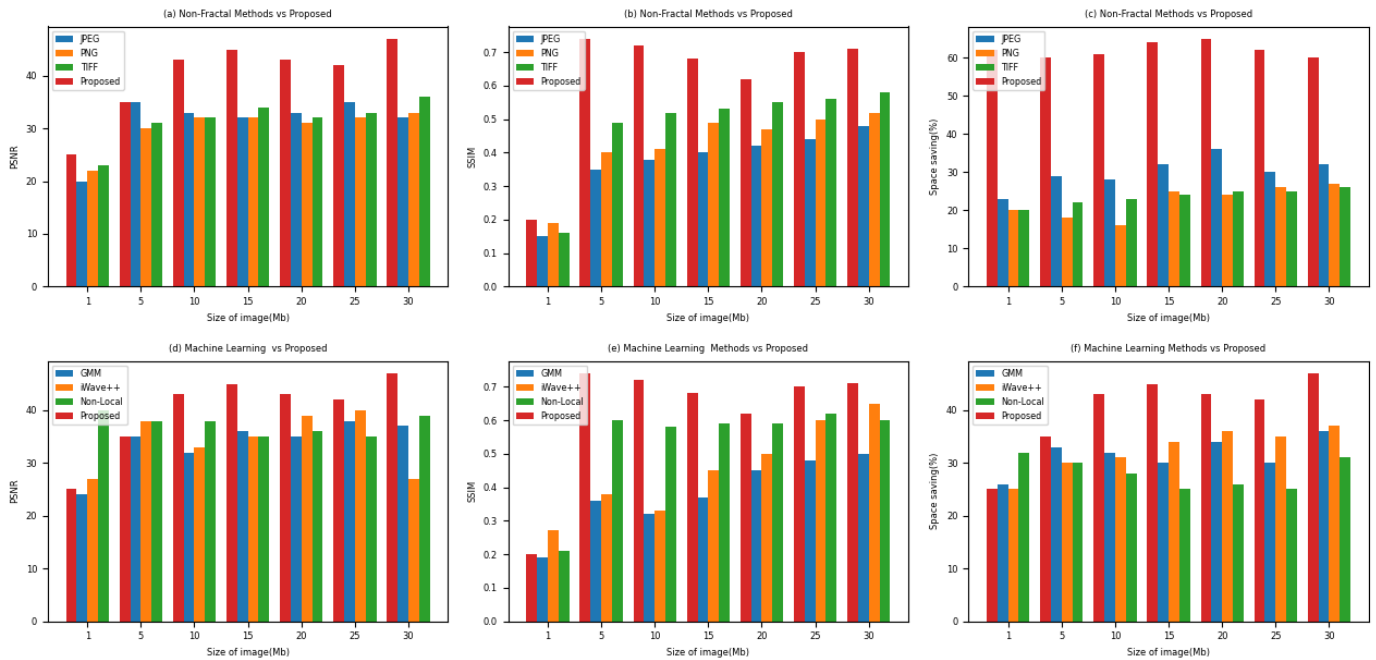 (a) Non-Fractal Methods vs Proposed
JPEG
PNG
TIFF
Proposed
PSNR
40
30
20
10
0
1 5 10 15 20 25 30
Size of image(Mb)
(b) Non-Fractal Methods vs Proposed
JPEG
PNG
TIFF
Proposed
SSIM
0.7
0.6
0.5
0.4
0.3
0.2
0.1
0.0
1 5 10 15 20 25 30
Size of image(Mb)
(c) Non-Fractal Methods vs Proposed
JPEG
PNG
TIFF
Proposed
Space saving(%)
60
50
40
30
20
10
0
1 5 10 15 20 25 30
Size of image(Mb)
(d) Machine Learning vs Proposed
GMM
iWave++
Non-Local
Proposed
PSNR
40
30
20
10
0
1 5 10 15 20 25 30
Size of image(Mb)
(e) Machine Learning Methods vs Proposed
GMM
iWave++
Non-Local
Proposed
SSIM
0.7
0.6
0.5
0.4
0.3
0.2
0.1
0.0
1 5 10 15 20 25 30
Size of image(Mb)
(f) Machine Learning Methods vs Proposed
GMM
iWave++
Non-Local
Proposed
Space saving(%)
40
30
20
10
0
1 5 10 15 20 25 30
Size of image(Mb)